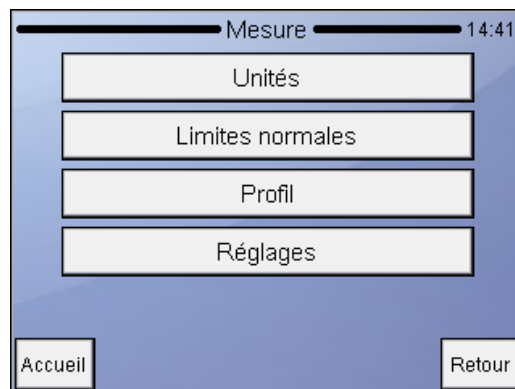 Mesure 14:41
Unités
Limites normales
Profil
Réglages
Accueil Retour